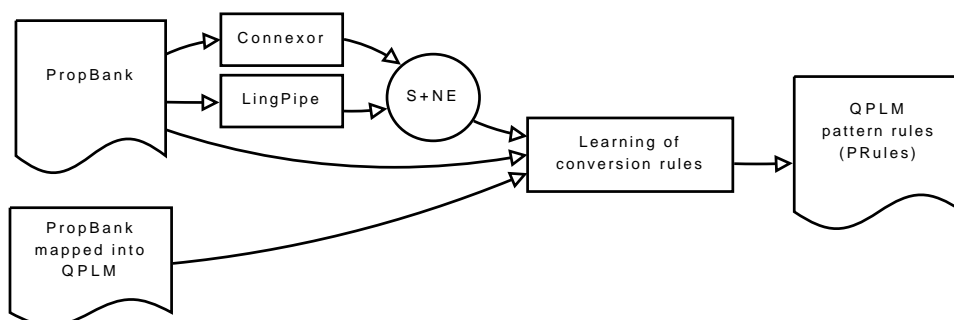 PropBank
Connexor
LingPipe
S+NE
Learning of
conversion rules
QPLM
pattern rules
(PRules)
PropBank
mapped into
QPLM